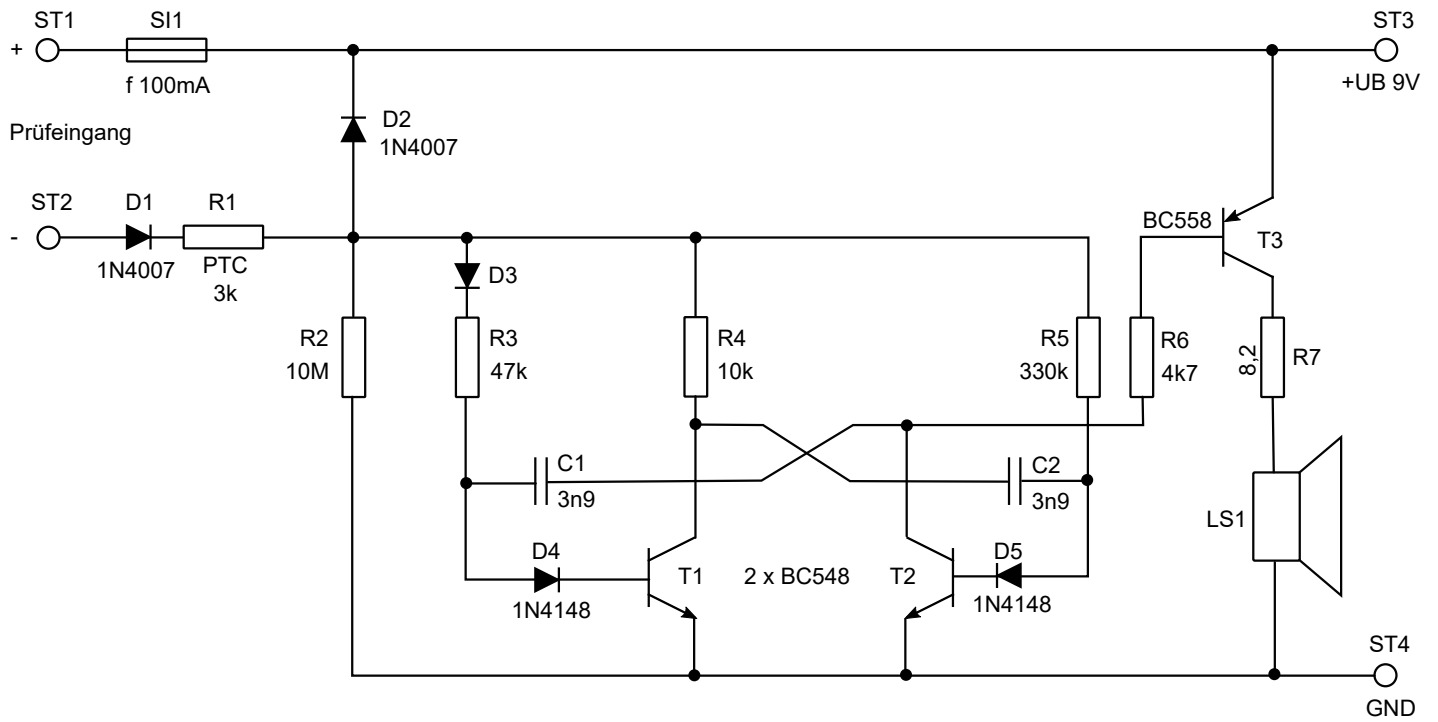 ST1
SI1
ST3
+
f 100mA
+UB 9V
Prüfeingang
D2
1N4007
ST2
D1
R1
-
1N4007
PTC
3k
BC558
T3
D3
R2
10M
R3
47k
R4
10k
R5
330k
R6
4k7
8,2
R7
C1
3n9
C2
3n9
LS1
D4
1N4148
T1
2 x BC548
T2
D5
1N4148
ST4
GND